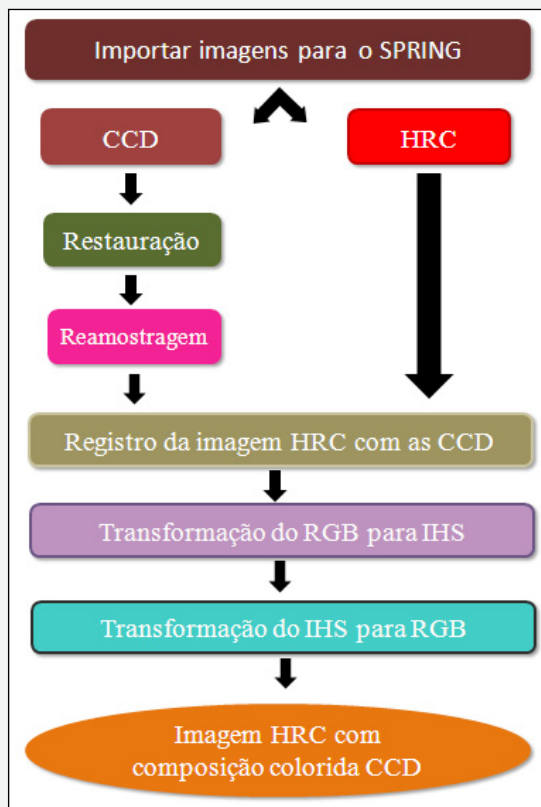 Importar imagens para o SPRING
CCD
HRC
Restauração
Reamostragem
Registro da imagem HRC com as CCD
Transformação do RGB para IHS
Transformação do IHS para RGB
Imagem HRC com
composição colorida CCD